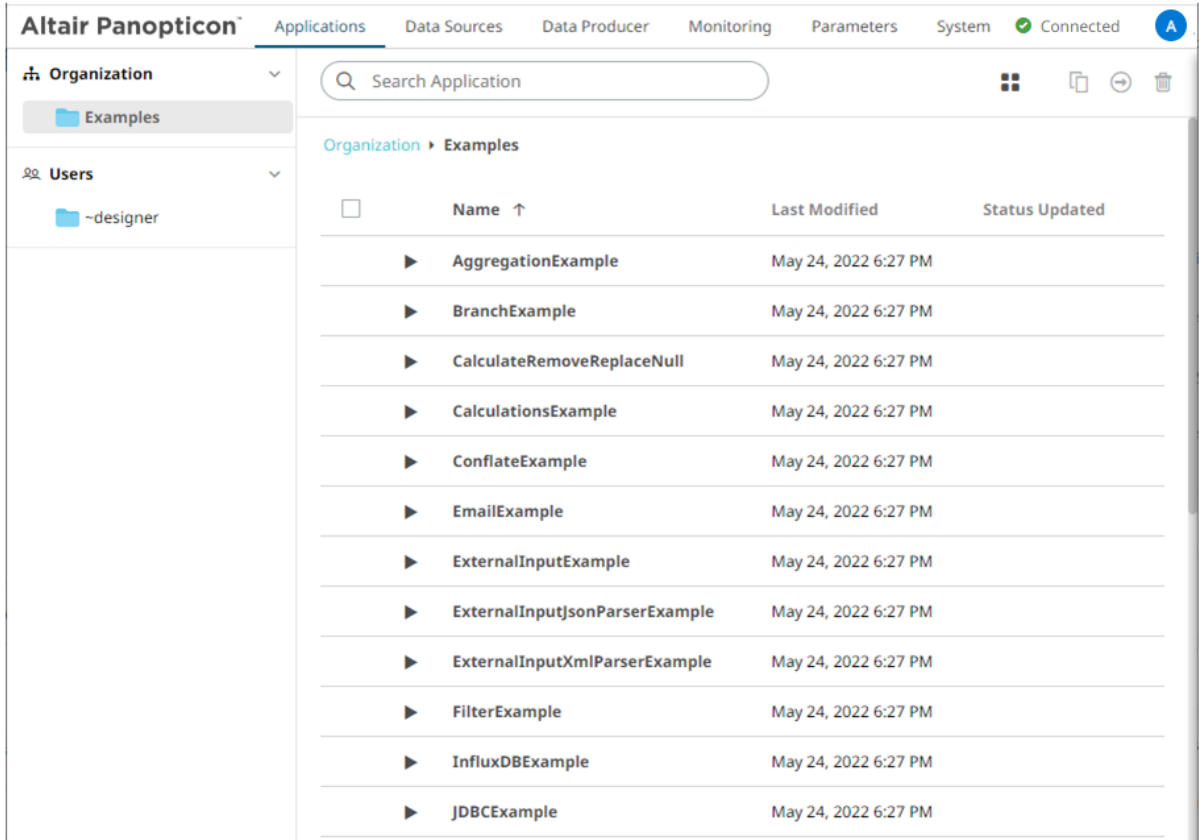 Altair Panopticon™ Applications Data Sources Data Producer Monitoring Parameters System Connected A
Organization
Examples
Users
~designer
Search Application
Organization Examples
Name Last Modified Status Updated
AggregationExample May 24, 2022 6:27 PM
BranchExample May 24, 2022 6:27 PM
CalculateRemoveReplaceNull May 24, 2022 6:27 PM
CalculationsExample May 24, 2022 6:27 PM
ConflateExample May 24, 2022 6:27 PM
EmailExample May 24, 2022 6:27 PM
ExternalInputExample May 24, 2022 6:27 PM
ExternalInputJsonParserExample May 24, 2022 6:27 PM
ExternalInputXmlParserExample May 24, 2022 6:27 PM
FilterExample May 24, 2022 6:27 PM
InfluxDBExample May 24, 2022 6:27 PM
JDBCExample May 24, 2022 6:27 PM